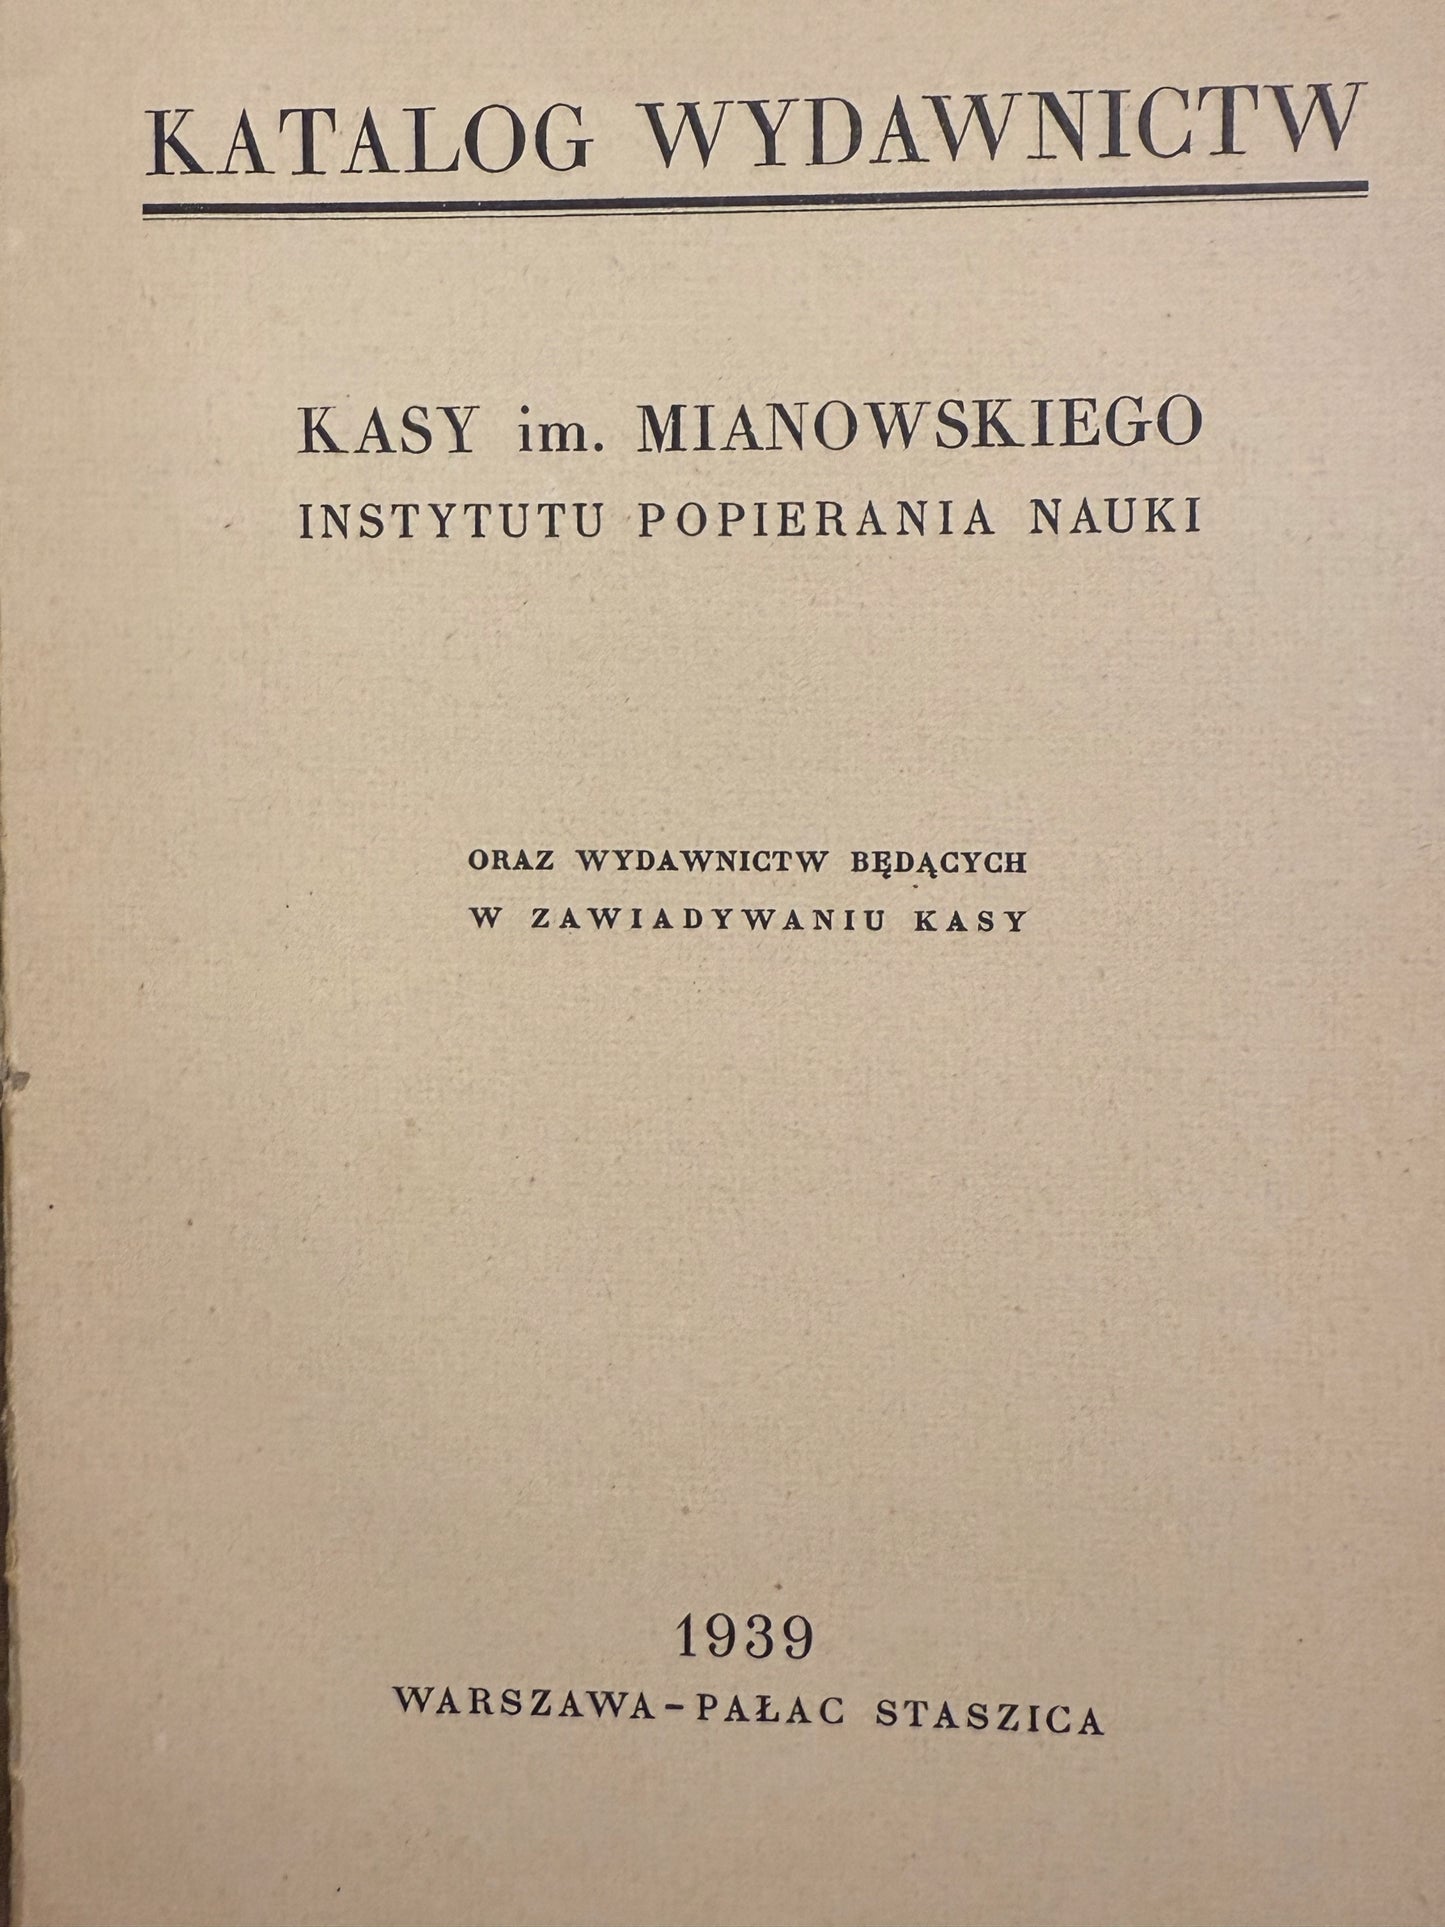 KATALOG WYDAWNICTW
KASY im. MIANOWSKIEGO
INSTYTUTU POPIERANIA NAUKI
ORAZ WYDAWNICTW BĘDĄCYCH
W ZAWIADYWANIU KASY
1939
WARSZAWA-PAŁAC STASZICA